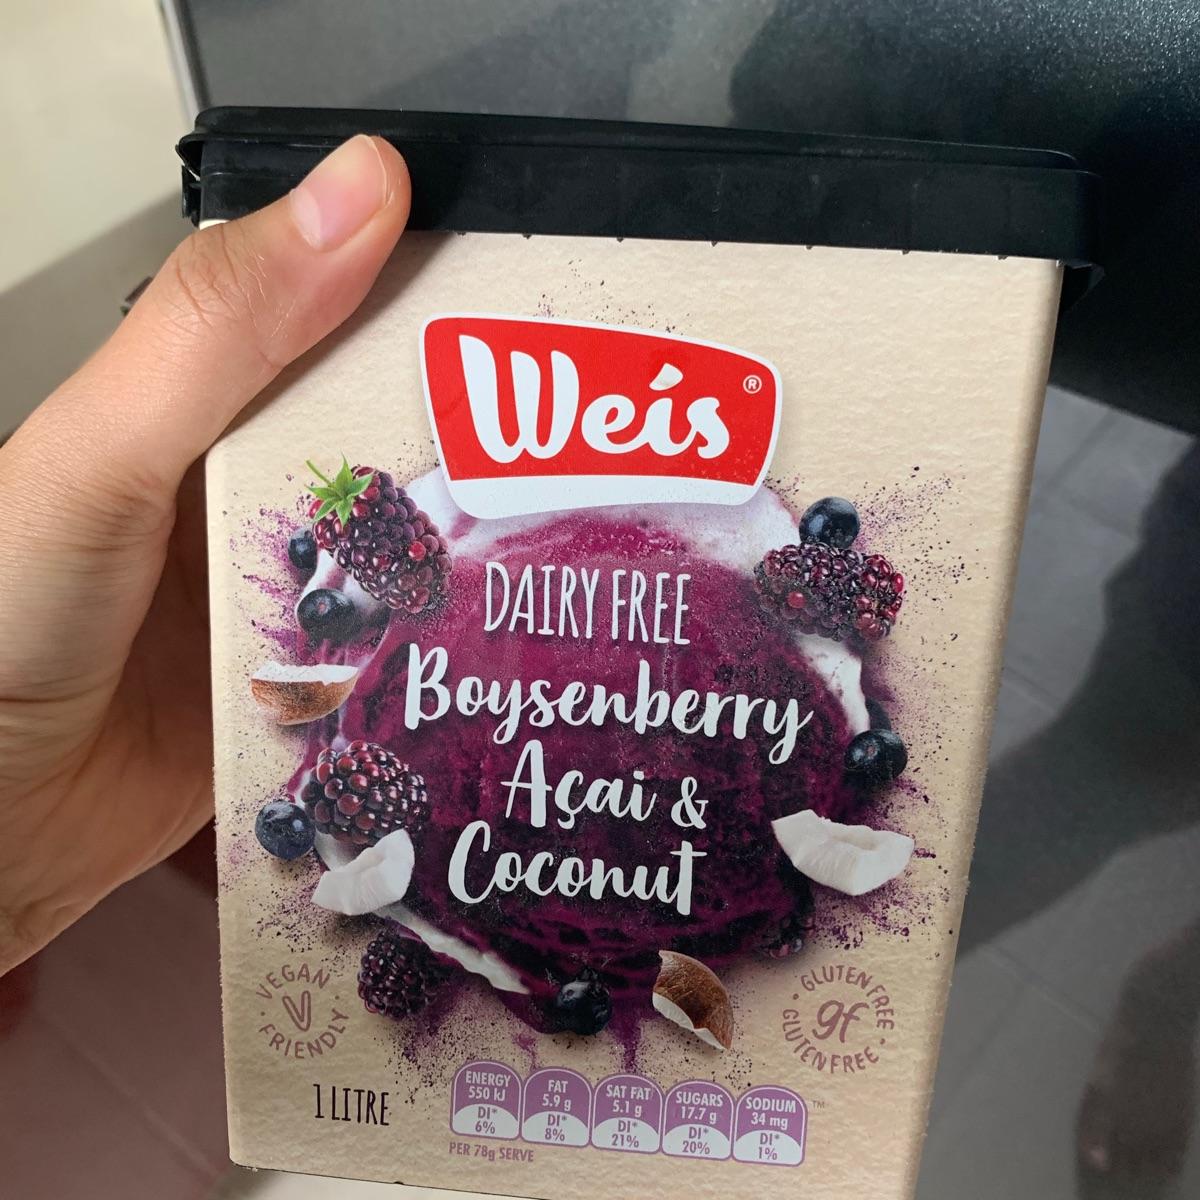 Weis®
DAIRY FREE
Boysenberry
Açai &
Coconut
VEGAN
V
FRIENDLY
GLUTEN FREE
gf
GLUTEN FREE
1 LITRE
ENERGY
550 kJ
DI*
6%
FAT
5.9 g
DI*
8%
SAT FAT
5.1 g
DI*
21%
SUGARS
17.7 g
DI*
20%
SODIUM
34 mg
DI*
1%
™
PER 78g SERVE